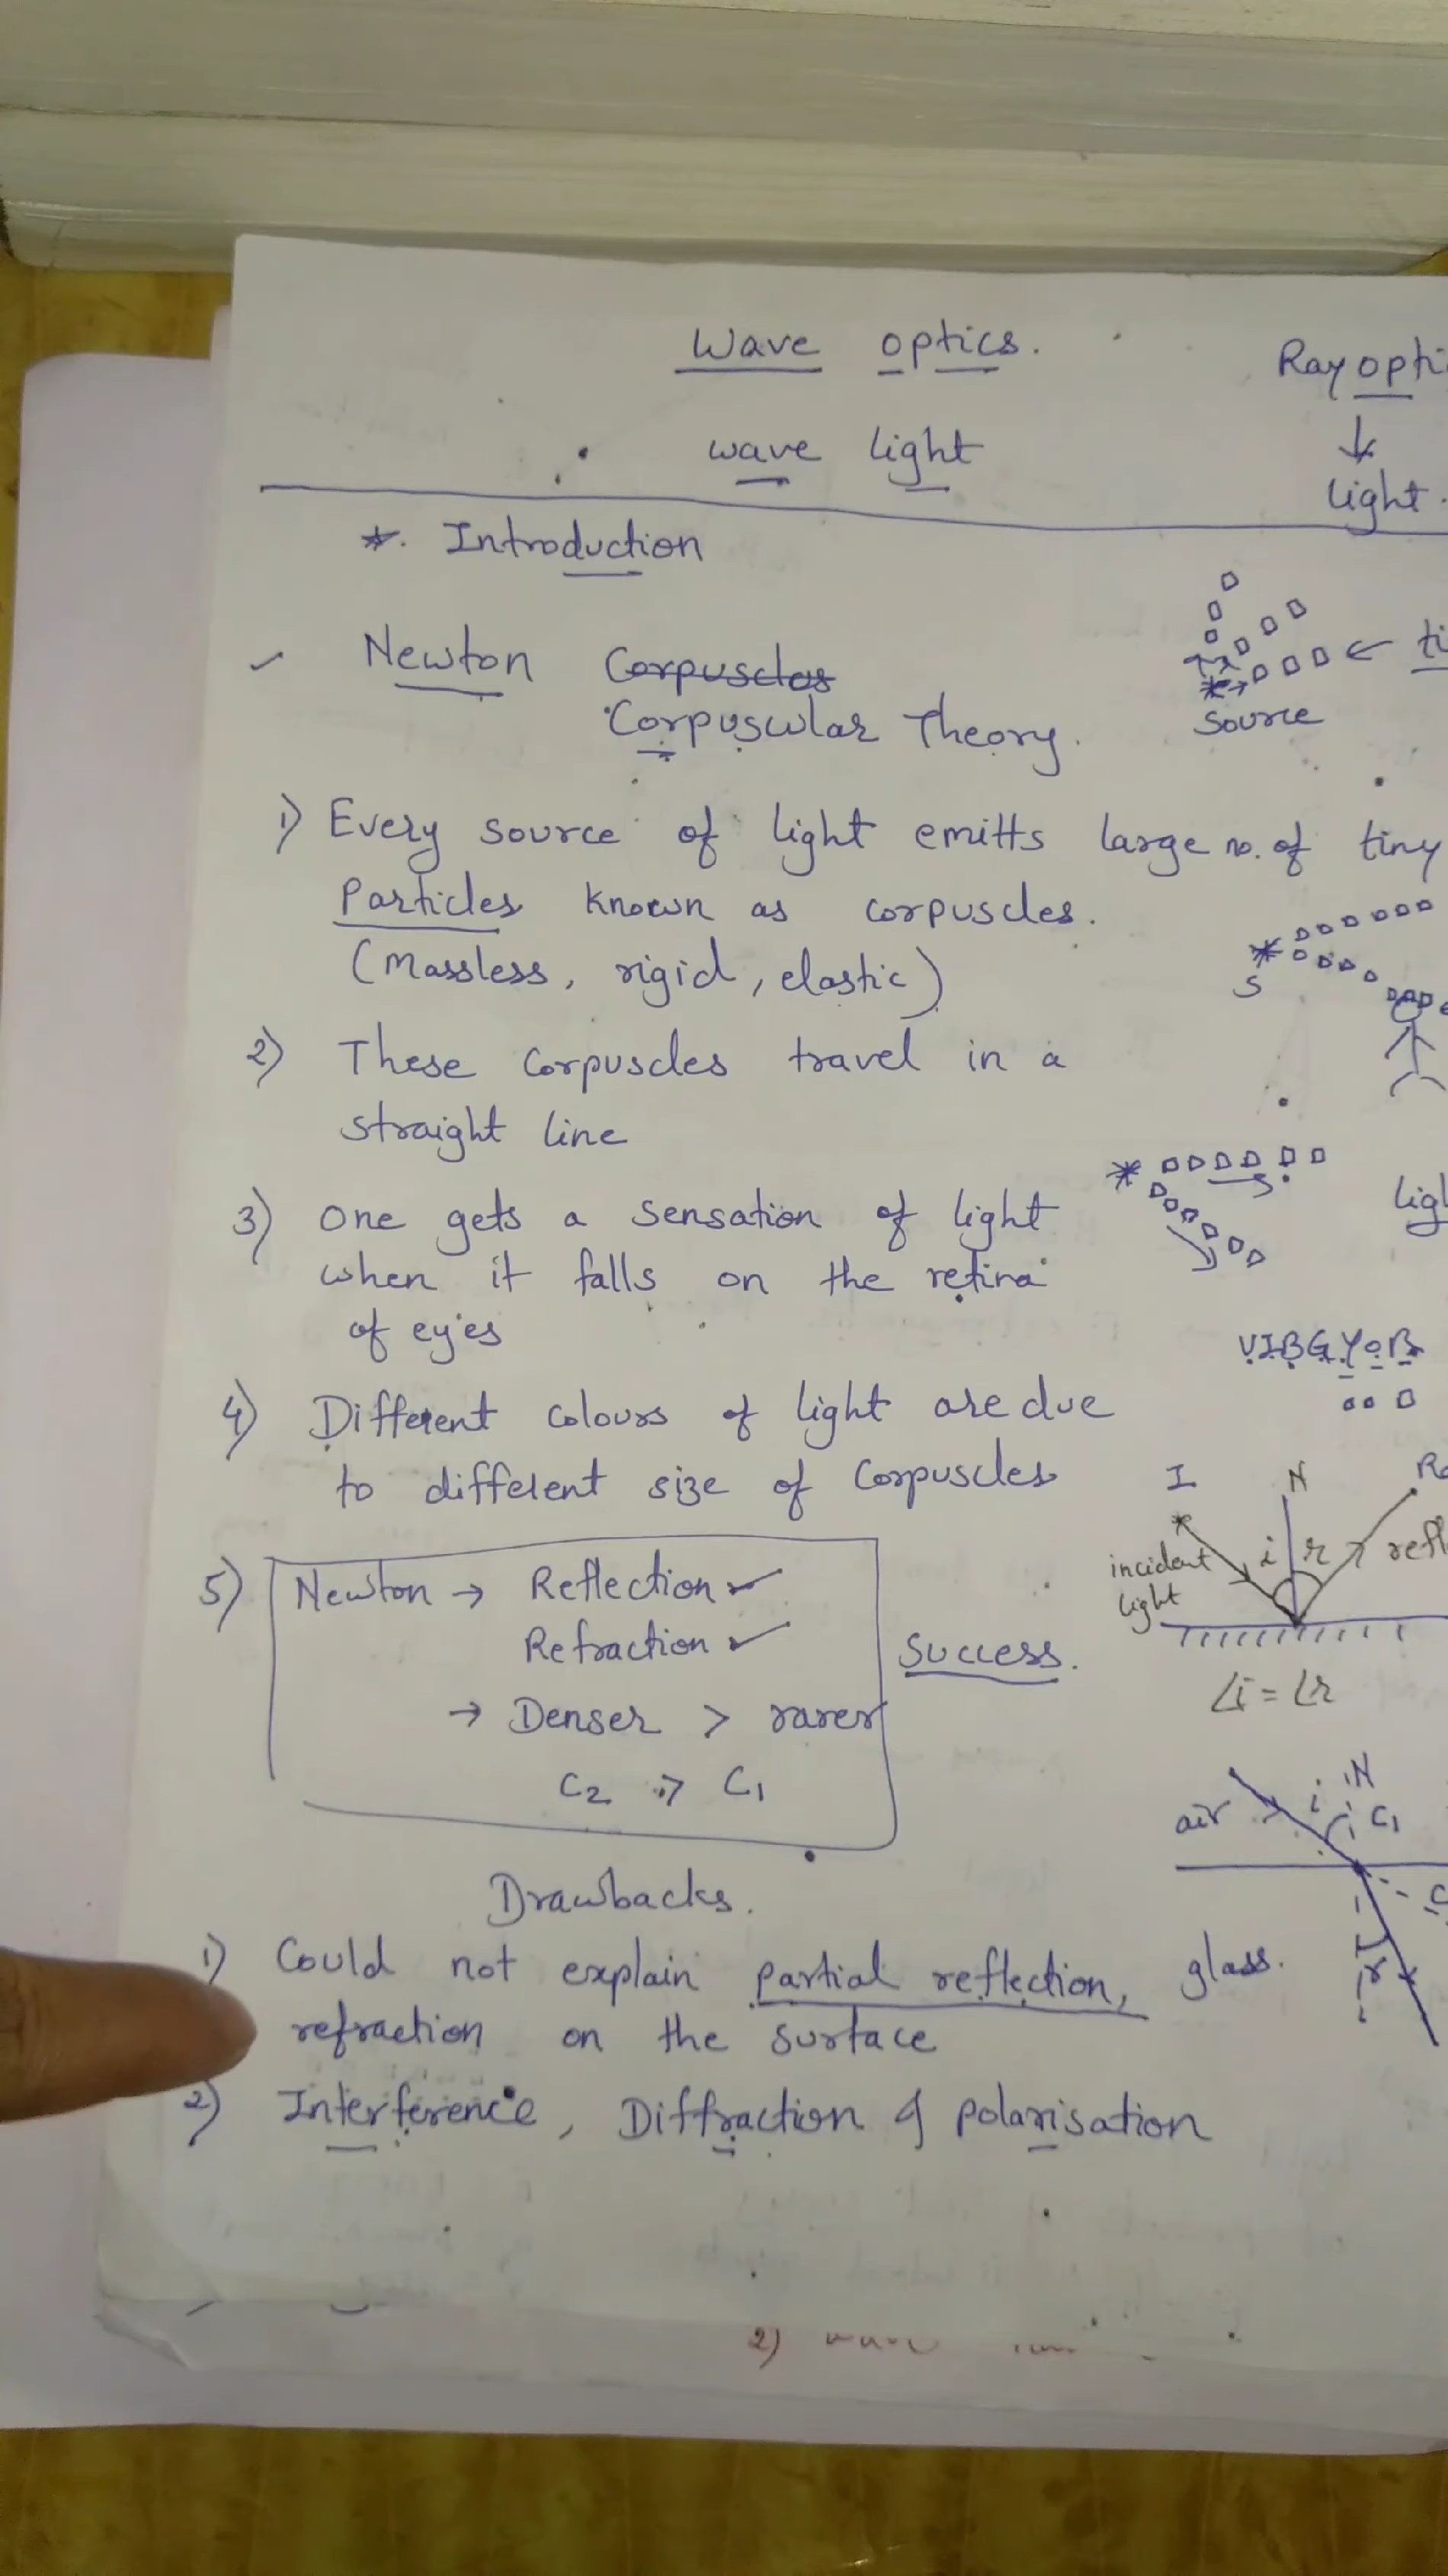 Wave optics.
Ray opti
wave light
light.
*. Introduction
Newton Corpuscles
Corpuscular Theory.
source
1) Every source of light emitts large no. of tiny
Particles known as corpuscles.
(Massless, rigid, elastic)
S
2) These Corpuscles travel in a
straight line
3) One gets a sensation of light
when it falls on the retina
of eyes
VIBGYOR
4) Different colours of light are due
to different size of Corpuscles
I N
i r
incident
light
5) Newton → Reflection ✓
Refraction ✓
Success.
→ Denser > rarer
∠i = ∠r
C2 > C1
N
air i C1
Drawbacks.
1) Could not explain partial reflection,
glass.
r
refraction on the surface
2) Interference, Diffraction & polarisation
2)